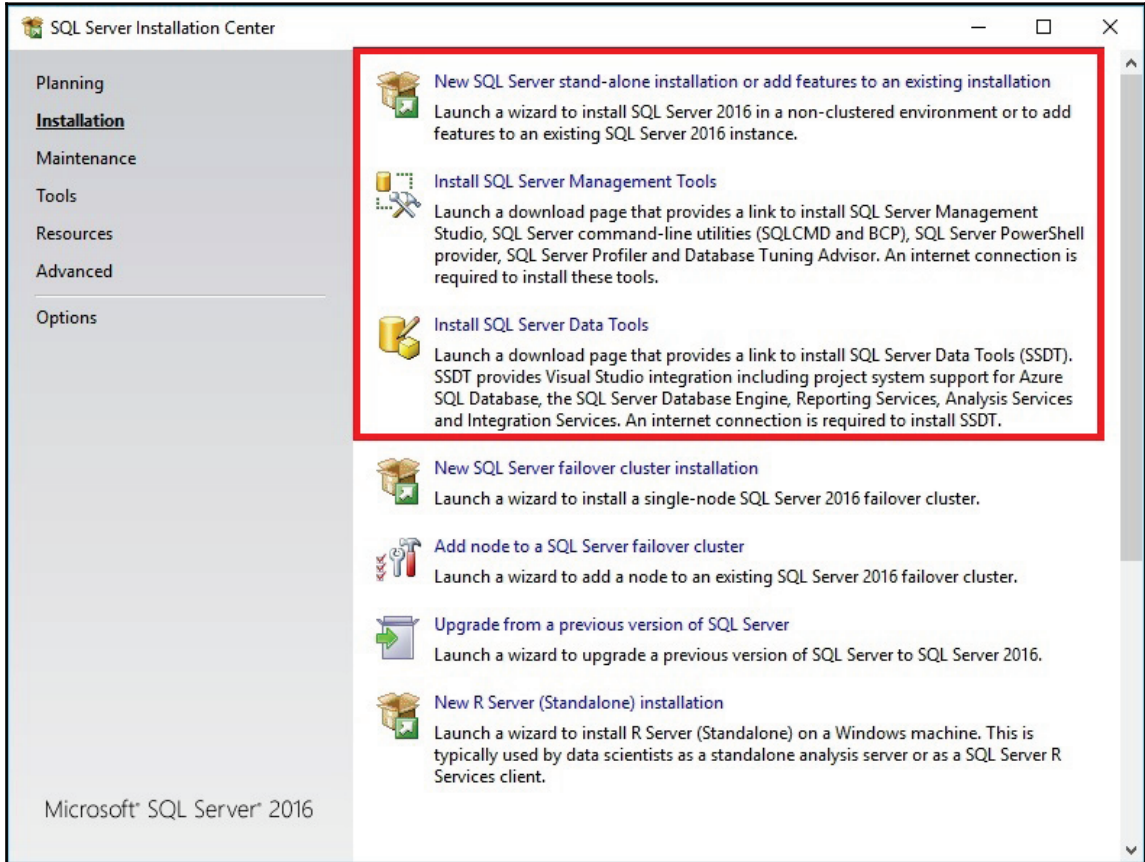 SQL Server Installation Center
Planning
Installation
Maintenance
Tools
Resources
Advanced
Options
Microsoft® SQL Server® 2016
New SQL Server stand-alone installation or add features to an existing installation
Launch a wizard to install SQL Server 2016 in a non-clustered environment or to add
features to an existing SQL Server 2016 instance.
Install SQL Server Management Tools
Launch a download page that provides a link to install SQL Server Management
Studio, SQL Server command-line utilities (SQLCMD and BCP), SQL Server PowerShell
provider, SQL Server Profiler and Database Tuning Advisor. An internet connection is
required to install these tools.
Install SQL Server Data Tools
Launch a download page that provides a link to install SQL Server Data Tools (SSDT).
SSDT provides Visual Studio integration including project system support for Azure
SQL Database, the SQL Server Database Engine, Reporting Services, Analysis Services
and Integration Services. An internet connection is required to install SSDT.
New SQL Server failover cluster installation
Launch a wizard to install a single-node SQL Server 2016 failover cluster.
Add node to a SQL Server failover cluster
Launch a wizard to add a node to an existing SQL Server 2016 failover cluster.
Upgrade from a previous version of SQL Server
Launch a wizard to upgrade a previous version of SQL Server to SQL Server 2016.
New R Server (Standalone) installation
Launch a wizard to install R Server (Standalone) on a Windows machine. This is
typically used by data scientists as a standalone analysis server or as a SQL Server R
Services client.